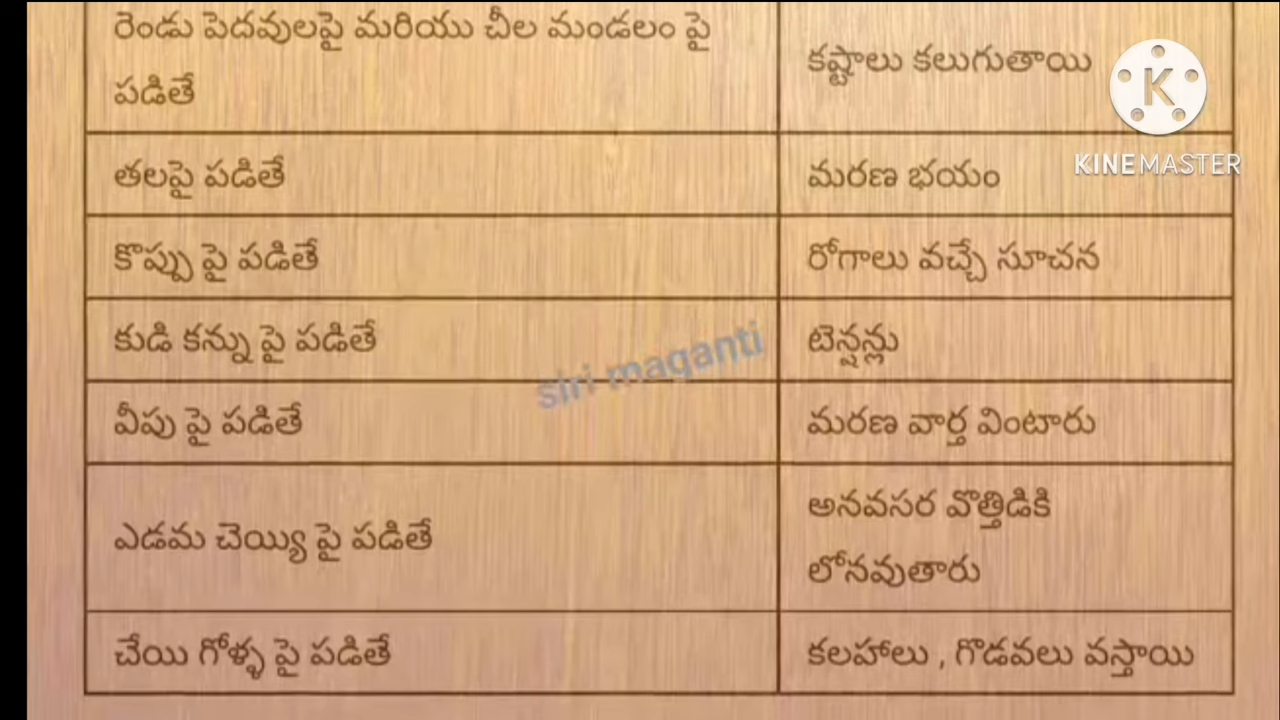 రెండు పెదవులపై మరియు చీల మండలం పై
పడితే
కష్టాలు కలుగుతాయి
KINEMASTER
తలపై పడితే
మరణ భయం
కొప్పు పై పడితే
రోగాలు వచ్చే సూచన
కుడి కన్ను పై పడితే
టెన్షన్లు
siri maganti
వీపు పై పడితే
మరణ వార్త వింటారు
ఎడమ చెయ్యి పై పడితే
అనవసర వొత్తిడికి
లోనవుతారు
చేయి గోళ్ళ పై పడితే
కలహాలు , గొడవలు వస్తాయి